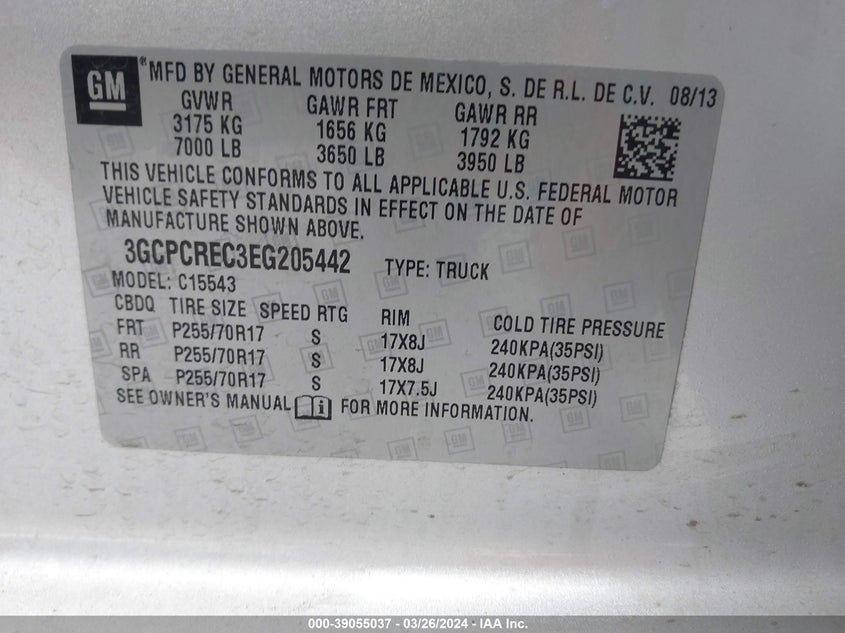 GM ® MFD BY GENERAL MOTORS DE MEXICO, S. DE R.L. DE C.V. 08/13
GVWR GAWR FRT GAWR RR
3175 KG 1656 KG 1792 KG
7000 LB 3650 LB 3950 LB
THIS VEHICLE CONFORMS TO ALL APPLICABLE U.S. FEDERAL MOTOR
VEHICLE SAFETY STANDARDS IN EFFECT ON THE DATE OF
MANUFACTURE SHOWN ABOVE.
3GCPCREC3EG205442 TYPE: TRUCK
MODEL: C15543
CBDQ TIRE SIZE SPEED RTG RIM COLD TIRE PRESSURE
FRT P255/70R17 S 17X8J 240KPA(35PSI)
RR P255/70R17 S 17X8J 240KPA(35PSI)
SPA P255/70R17 S 17X7.5J 240KPA(35PSI)
SEE OWNER'S MANUAL FOR MORE INFORMATION.
000-39055037 - 03/26/2024 - IAA Inc.